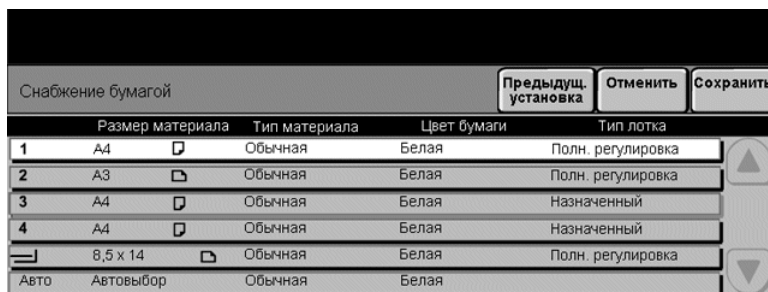 Снабжение бумагой Предыдущ. установка Отменить Сохранить
Размер материала Тип материала Цвет бумаги Тип лотка
1 A4 Обычная Белая Полн. регулировка
2 A3 Обычная Белая Полн. регулировка
3 A4 Обычная Белая Назначенный
4 A4 Обычная Белая Назначенный
8,5 x 14 Обычная Белая Полн. регулировка
Авто Автовыбор Обычная Белая